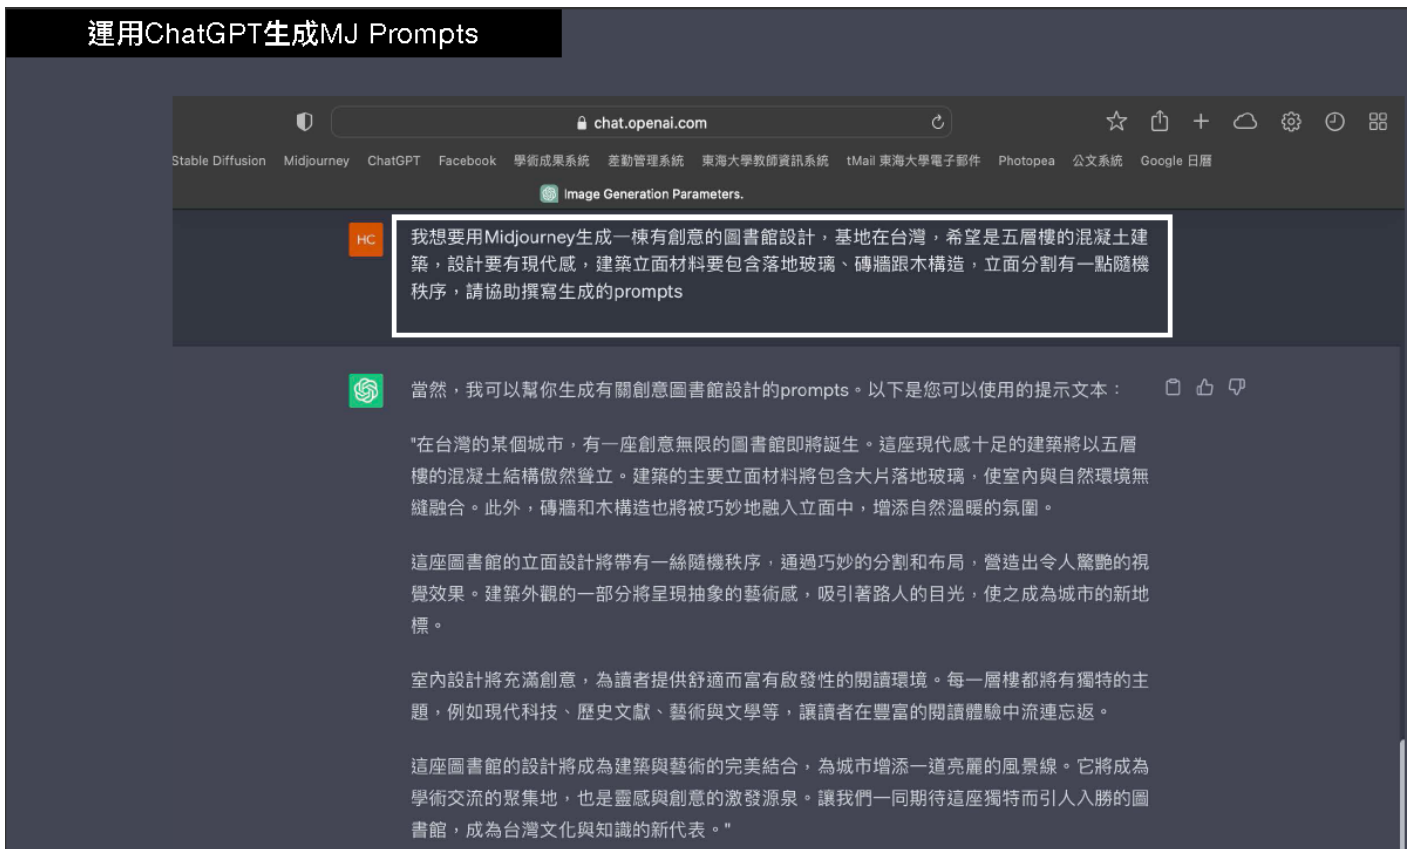 運用ChatGPT生成MJ Prompts
chat.openai.com
Stable Diffusion Midjourney ChatGPT Facebook 學術成果系統 差勤管理系統 東海大學教師資訊系統 tMail 東海大學電子郵件 Photopea 公文系統 Google 日曆
Image Generation Parameters.
HC
我想要用Midjourney生成一棟有創意的圖書館設計，基地在台灣，希望是五層樓的混凝土建
築，設計要有現代感，建築立面材料要包含落地玻璃、磚牆跟木構造，立面分割有一點隨機
秩序，請協助撰寫生成的prompts
當然，我可以幫你生成有關創意圖書館設計的prompts。以下是您可以使用的提示文本：
"在台灣的某個城市，有一座創意無限的圖書館即將誕生。這座現代感十足的建築將以五層
樓的混凝土結構傲然聳立。建築的主要立面材料將包含大片落地玻璃，使室內與自然環境無
縫融合。此外，磚牆和木構造也將被巧妙地融入立面中，增添自然溫暖的氛圍。
這座圖書館的立面設計將帶有一絲隨機秩序，通過巧妙的分割和布局，營造出令人驚艷的視
覺效果。建築外觀的一部分將呈現抽象的藝術感，吸引著路人的目光，使之成為城市的新地
標。
室內設計將充滿創意，為讀者提供舒適而富有啟發性的閱讀環境。每一層樓都將有獨特的主
題，例如現代科技、歷史文獻、藝術與文學等，讓讀者在豐富的閱讀體驗中流連忘返。
這座圖書館的設計將成為建築與藝術的完美結合，為城市增添一道亮麗的風景線。它將成為
學術交流的聚集地，也是靈感與創意的激發源泉。讓我們一同期待這座獨特而引人入勝的圖
書館，成為台灣文化與知識的新代表。"